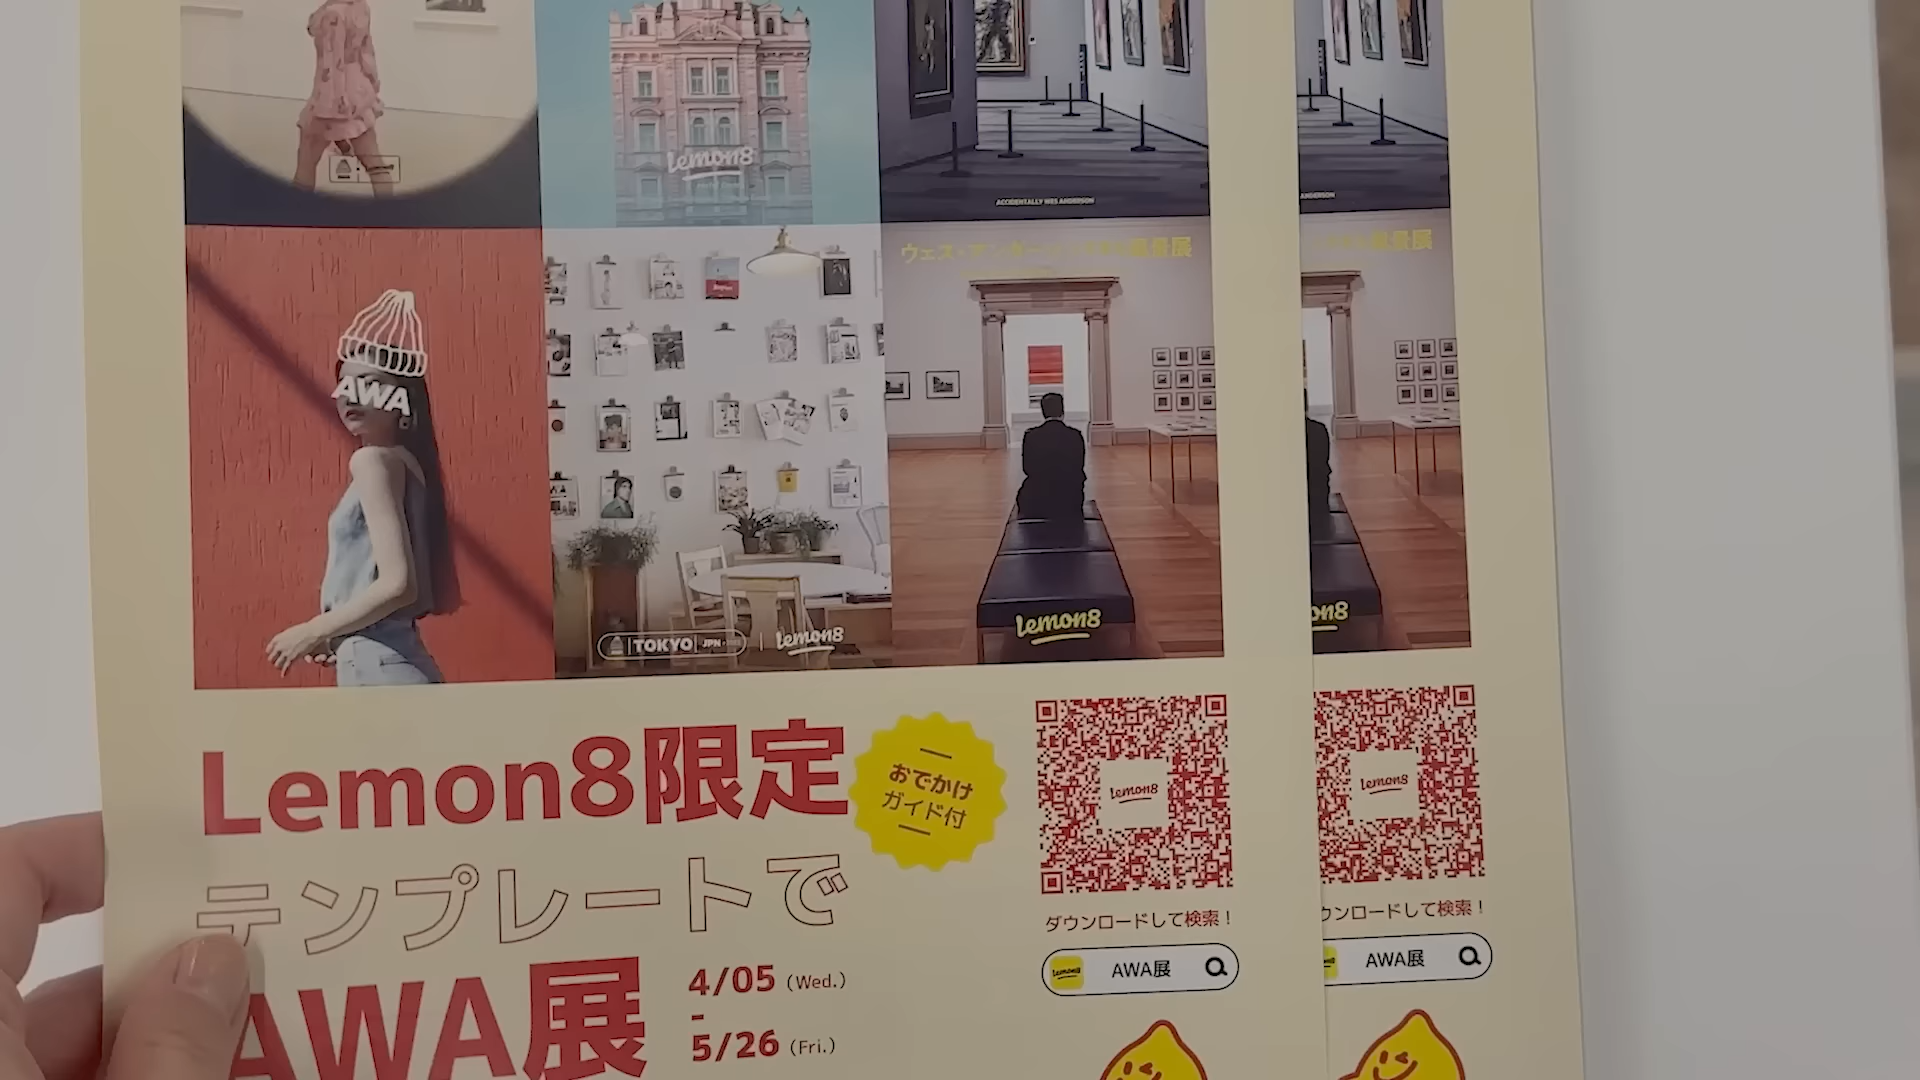 Lemon8
ACCIDENTALLY WES ANDERSON
ANDERSON
AWA
TOKYO JPN
Lemon8
Lemon8
on8
Lemon8限定
テンプレートで
AWA展
4/05 (Wed.)
-
5/26 (Fri.)
おでかけ
ガイド付
Lemon8
ダウンロードして検索！
Lemon8
AWA展
Lemon8
ウンロードして検索！
AWA展